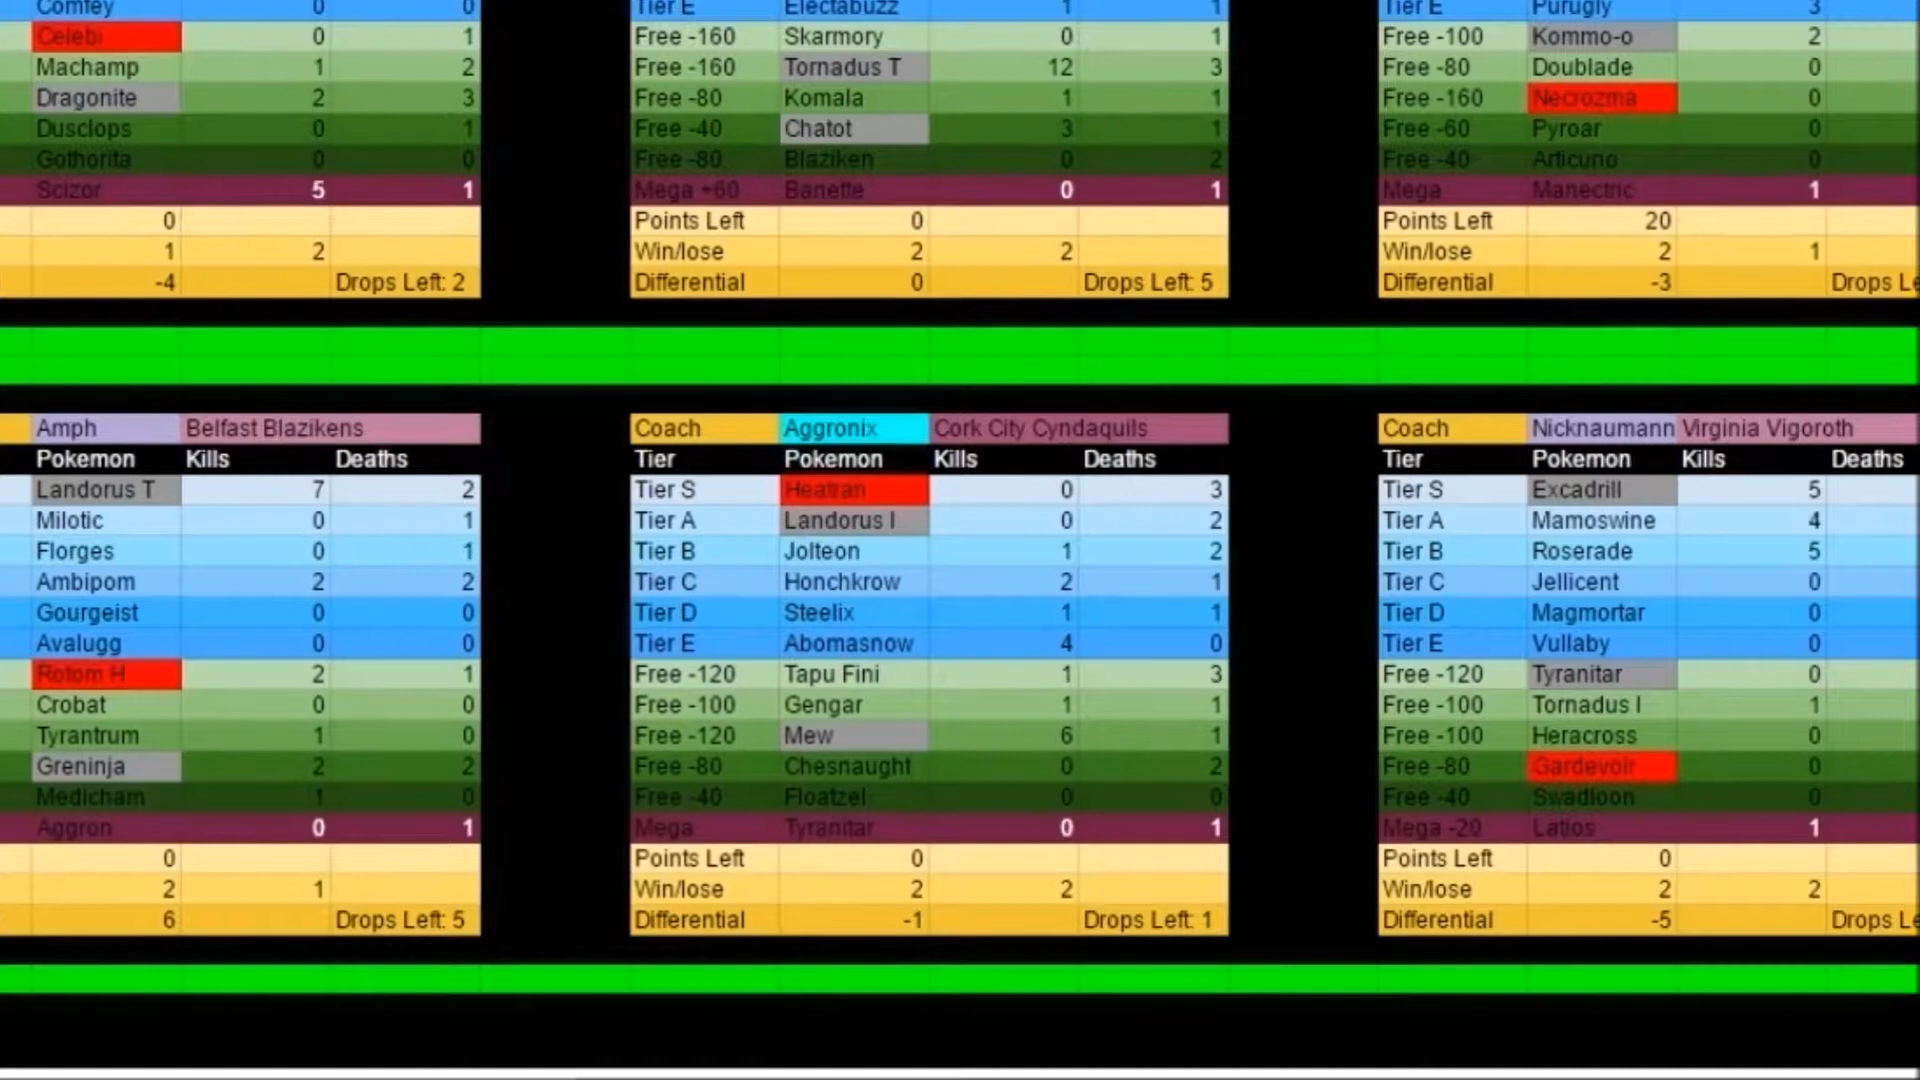 Comfey 0 0
Celebi 0 1
Machamp 1 2
Dragonite 2 3
Dusclops 0 1
Gothorita 0 0
Scizor 5 1
0
1 2
-4 Drops Left: 2
Tier E Electabuzz 1 1
Free -160 Skarmory 0 1
Free -160 Tornadus T 12 3
Free -80 Komala 1 1
Free -40 Chatot 3 1
Free -80 Blaziken 0 2
Mega +60 Banette 0 1
Points Left 0
Win/lose 2 2
Differential 0 Drops Left: 5
Tier E Purugly 3
Free -100 Kommo-o 2
Free -80 Doublade 0
Free -160 Necrozma 0
Free -60 Pyroar 0
Free -40 Articuno 0
Mega Manectric 1
Points Left 20
Win/lose 2 1
Differential -3 Drops Le
Amph Belfast Blazikens
Pokemon Kills Deaths
Landorus T 7 2
Milotic 0 1
Florges 0 1
Ambipom 2 2
Gourgeist 0 0
Avalugg 0 0
Rotom H 2 1
Crobat 0 0
Tyrantrum 1 0
Greninja 2 2
Medicham 1 0
Aggron 0 1
0
2 1
6 Drops Left: 5
Coach Aggronix Cork City Cyndaquils
Tier Pokemon Kills Deaths
Tier S Heatran 0 3
Tier A Landorus I 0 2
Tier B Jolteon 1 2
Tier C Honchkrow 2 1
Tier D Steelix 1 1
Tier E Abomasnow 4 0
Free -120 Tapu Fini 1 3
Free -100 Gengar 1 1
Free -120 Mew 6 1
Free -80 Chesnaught 0 2
Free -40 Floatzel 0 0
Mega Tyranitar 0 1
Points Left 0
Win/lose 2 2
Differential -1 Drops Left: 1
Coach Nicknaumann Virginia Vigoroth
Tier Pokemon Kills Deaths
Tier S Excadrill 5
Tier A Mamoswine 4
Tier B Roserade 5
Tier C Jellicent 0
Tier D Magmortar 0
Tier E Vullaby 0
Free -120 Tyranitar 0
Free -100 Tornadus I 1
Free -100 Heracross 0
Free -80 Gardevoir 0
Free -40 Swadloon 0
Mega -20 Latios 1
Points Left 0
Win/lose 2 2
Differential -5 Drops Le